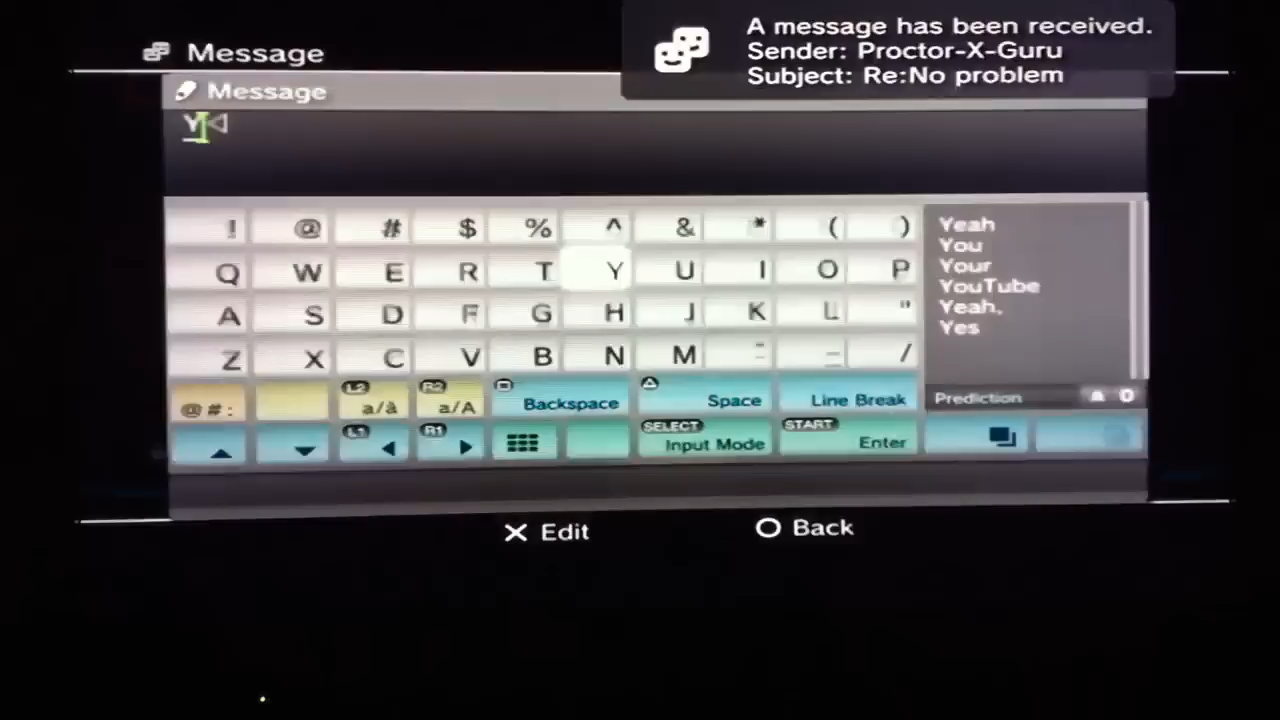 A message has been received.
Sender: Proctor-X-Guru
Subject: Re:No problem
Message
Message
Y
! @ # $ % ^ & * ( )
Q W E R T Y U I O P
A S D F G H J K L "
Z X C V B N M _ /
Yeah
You
Your
YouTube
Yeah.
Yes
Prediction
@#: L2 a/à R2 a/A Backspace Space Line Break
L1 R1 SELECT Input Mode START Enter
Edit Back